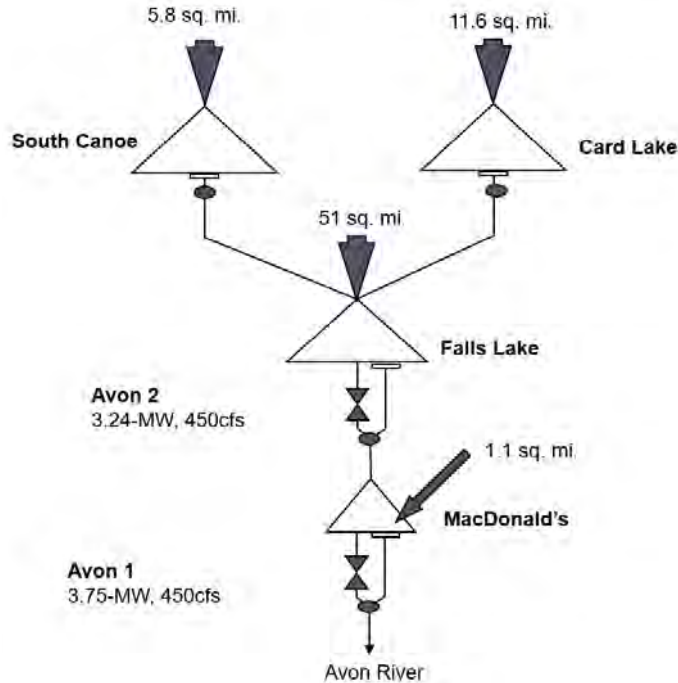 5.8 sq. mi.
11.6 sq. mi.
South Canoe
Card Lake
51 sq. mi.
Falls Lake
Avon 2
3.24-MW, 450cfs
1.1 sq. mi.
MacDonald's
Avon 1
3.75-MW, 450cfs
Avon River